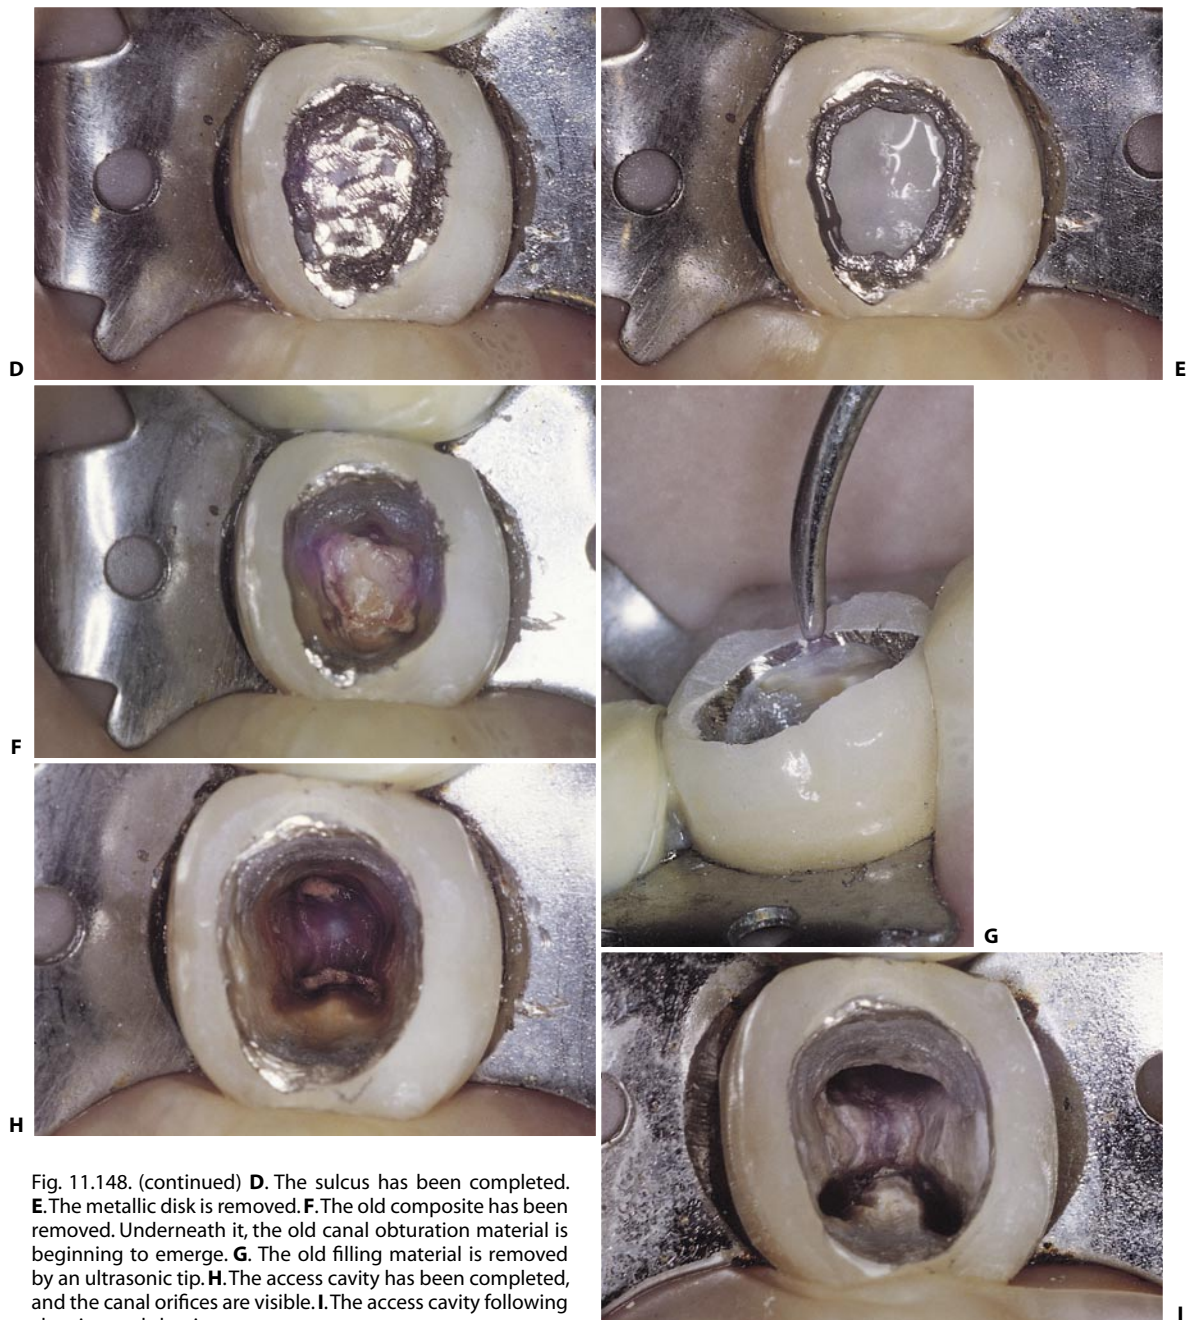 D
E
F
G
H
I
Fig. 11.148. (continued) D. The sulcus has been completed.
E. The metallic disk is removed. F. The old composite has been
removed. Underneath it, the old canal obturation material is
beginning to emerge. G. The old filling material is removed
by an ultrasonic tip. H. The access cavity has been completed,
and the canal orifices are visible. I. The access cavity following